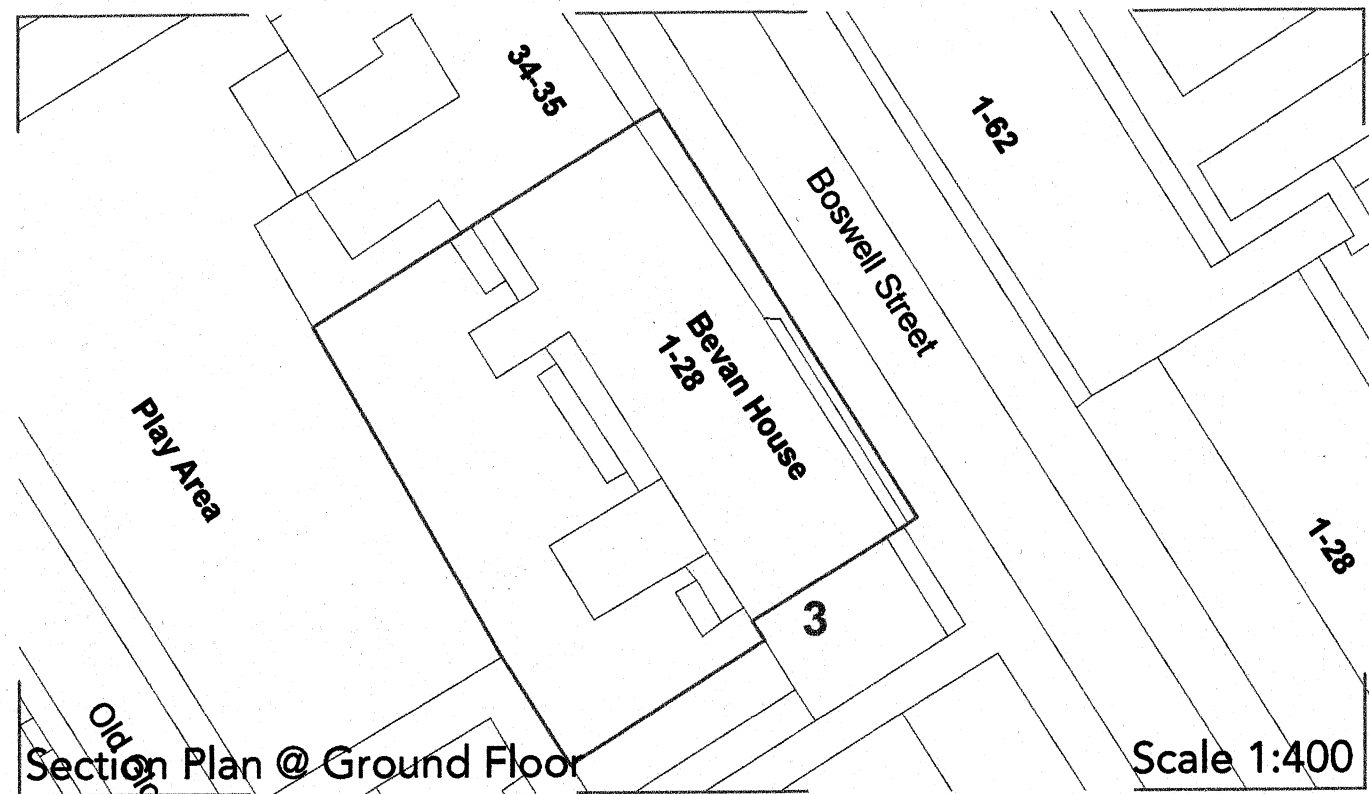 34-35
1-62
Boswell Street
Bevan House
1-28
Play Area
3
1-28
Old
Section Plan @ Ground Floor
Scale 1:400